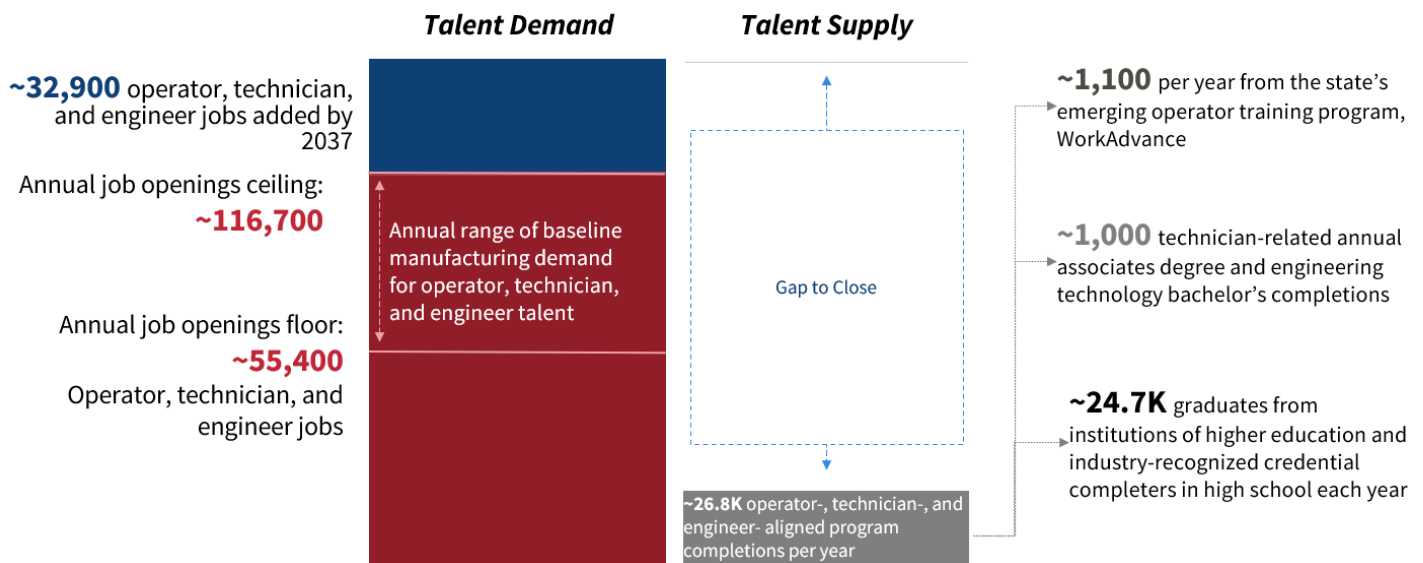 Talent Demand
Talent Supply
~32,900 operator, technician,
and engineer jobs added by
2037
Annual job openings ceiling:
~116,700
Annual job openings floor:
~55,400
Operator, technician, and
engineer jobs
Annual range of baseline
manufacturing demand
for operator, technician,
and engineer talent
Gap to Close
~26.8K operator-, technician-, and
engineer- aligned program
completions per year
~1,100 per year from the state’s
emerging operator training program,
WorkAdvance
~1,000 technician-related annual
associates degree and engineering
technology bachelor’s completions
~24.7K graduates from
institutions of higher education and
industry-recognized credential
completers in high school each year